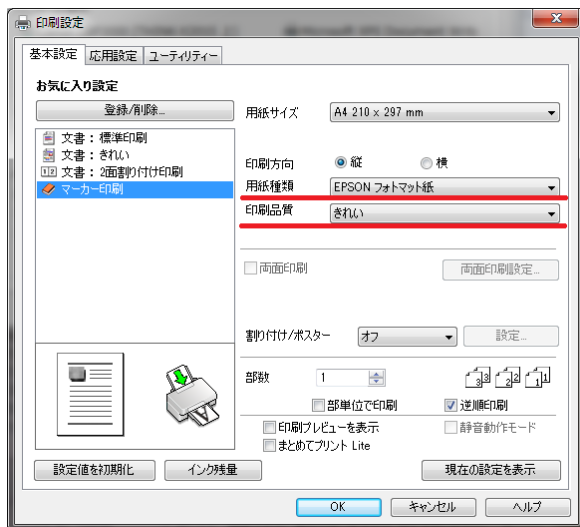 印刷設定
基本設定 応用設定 ユーティリティー
お気に入り設定
登録/削除...
文書：標準印刷
文書：きれい
文書：2面割り付け印刷
マーカー印刷
用紙サイズ A4 210 x 297 mm
印刷方向 縦 横
用紙種類 EPSON フォトマット紙
印刷品質 きれい
両面印刷 両面印刷設定...
割り付け/ポスター オフ 設定...
部数 1
3 3 2 2 1 1
部単位で印刷 逆順印刷
印刷プレビューを表示 静音動作モード
まとめてプリント Lite
設定値を初期化 インク残量 現在の設定を表示
OK キャンセル ヘルプ